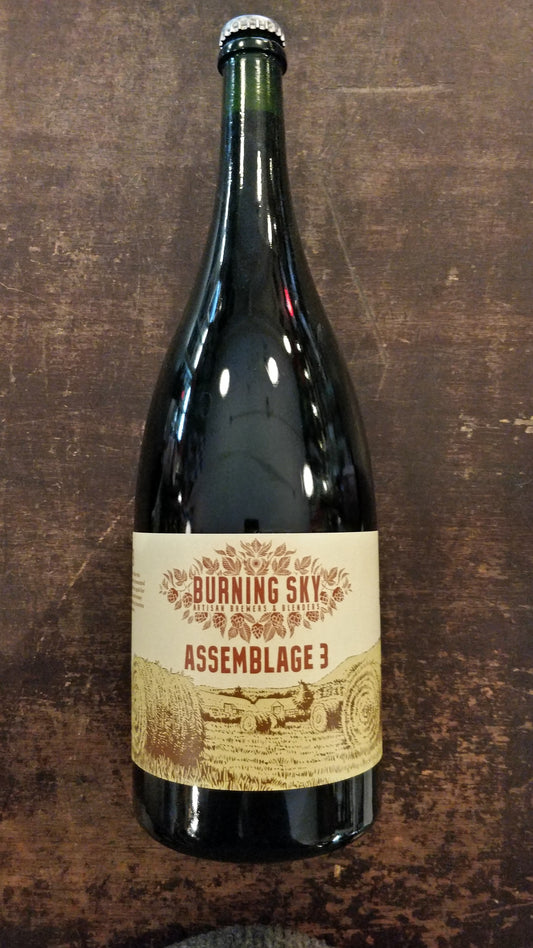 BURNING SKY
ARTISAN BREWERS & BLENDERS
ASSEMBLAGE 3